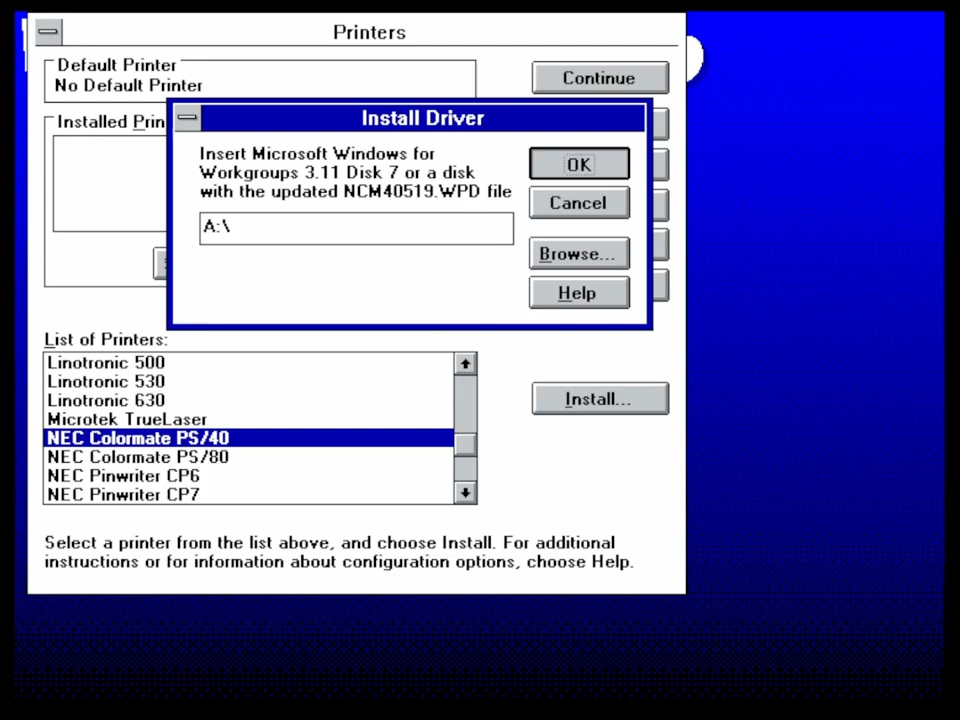 Printers
Default Printer
No Default Printer
Continue
Installed Prin
Install Driver
Insert Microsoft Windows for
Workgroups 3.11 Disk 7 or a disk
with the updated NCM40519.WPD file
A:\
OK
Cancel
Browse...
Help
List of Printers:
Linotronic 500
Linotronic 530
Linotronic 630
Microtek TrueLaser
NEC Colormate PS/40
NEC Colormate PS/80
NEC Pinwriter CP6
NEC Pinwriter CP7
Install...
Select a printer from the list above, and choose Install. For additional
instructions or for information about configuration options, choose Help.